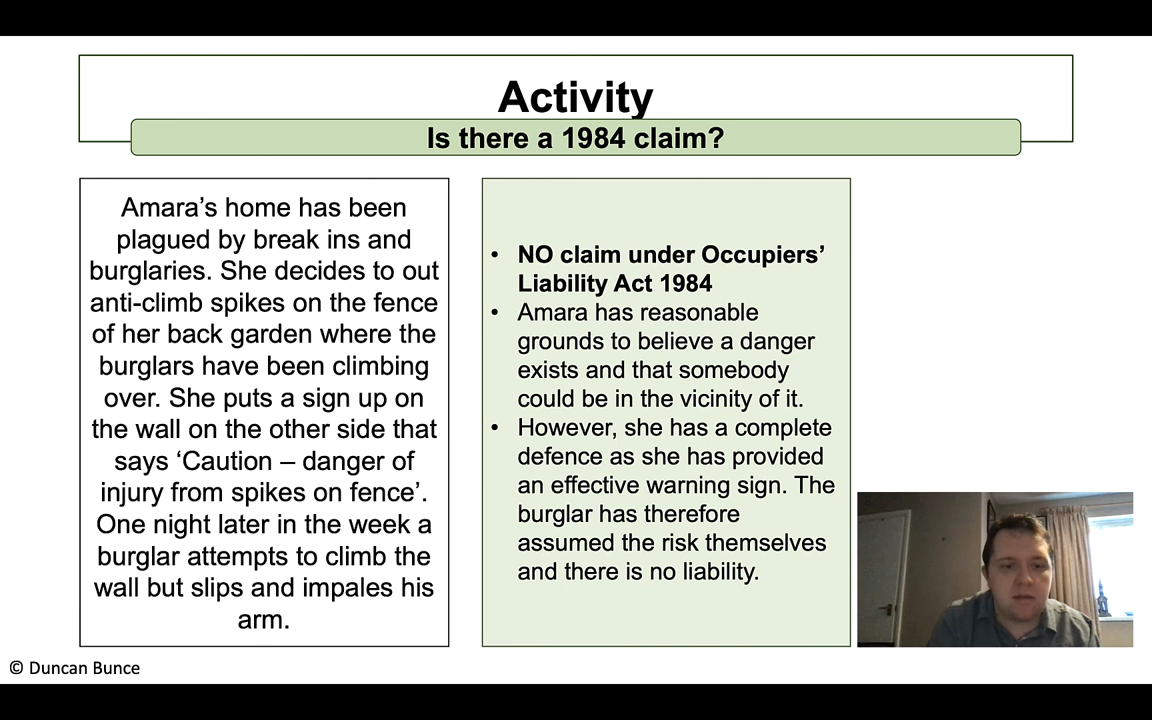 Activity
Is there a 1984 claim?
Amara’s home has been
plagued by break ins and
burglaries. She decides to out
anti-climb spikes on the fence
of her back garden where the
burglars have been climbing
over. She puts a sign up on
the wall on the other side that
says ‘Caution – danger of
injury from spikes on fence’.
One night later in the week a
burglar attempts to climb the
wall but slips and impales his
arm.
• NO claim under Occupiers’
Liability Act 1984
• Amara has reasonable
grounds to believe a danger
exists and that somebody
could be in the vicinity of it.
• However, she has a complete
defence as she has provided
an effective warning sign. The
burglar has therefore
assumed the risk themselves
and there is no liability.
© Duncan Bunce